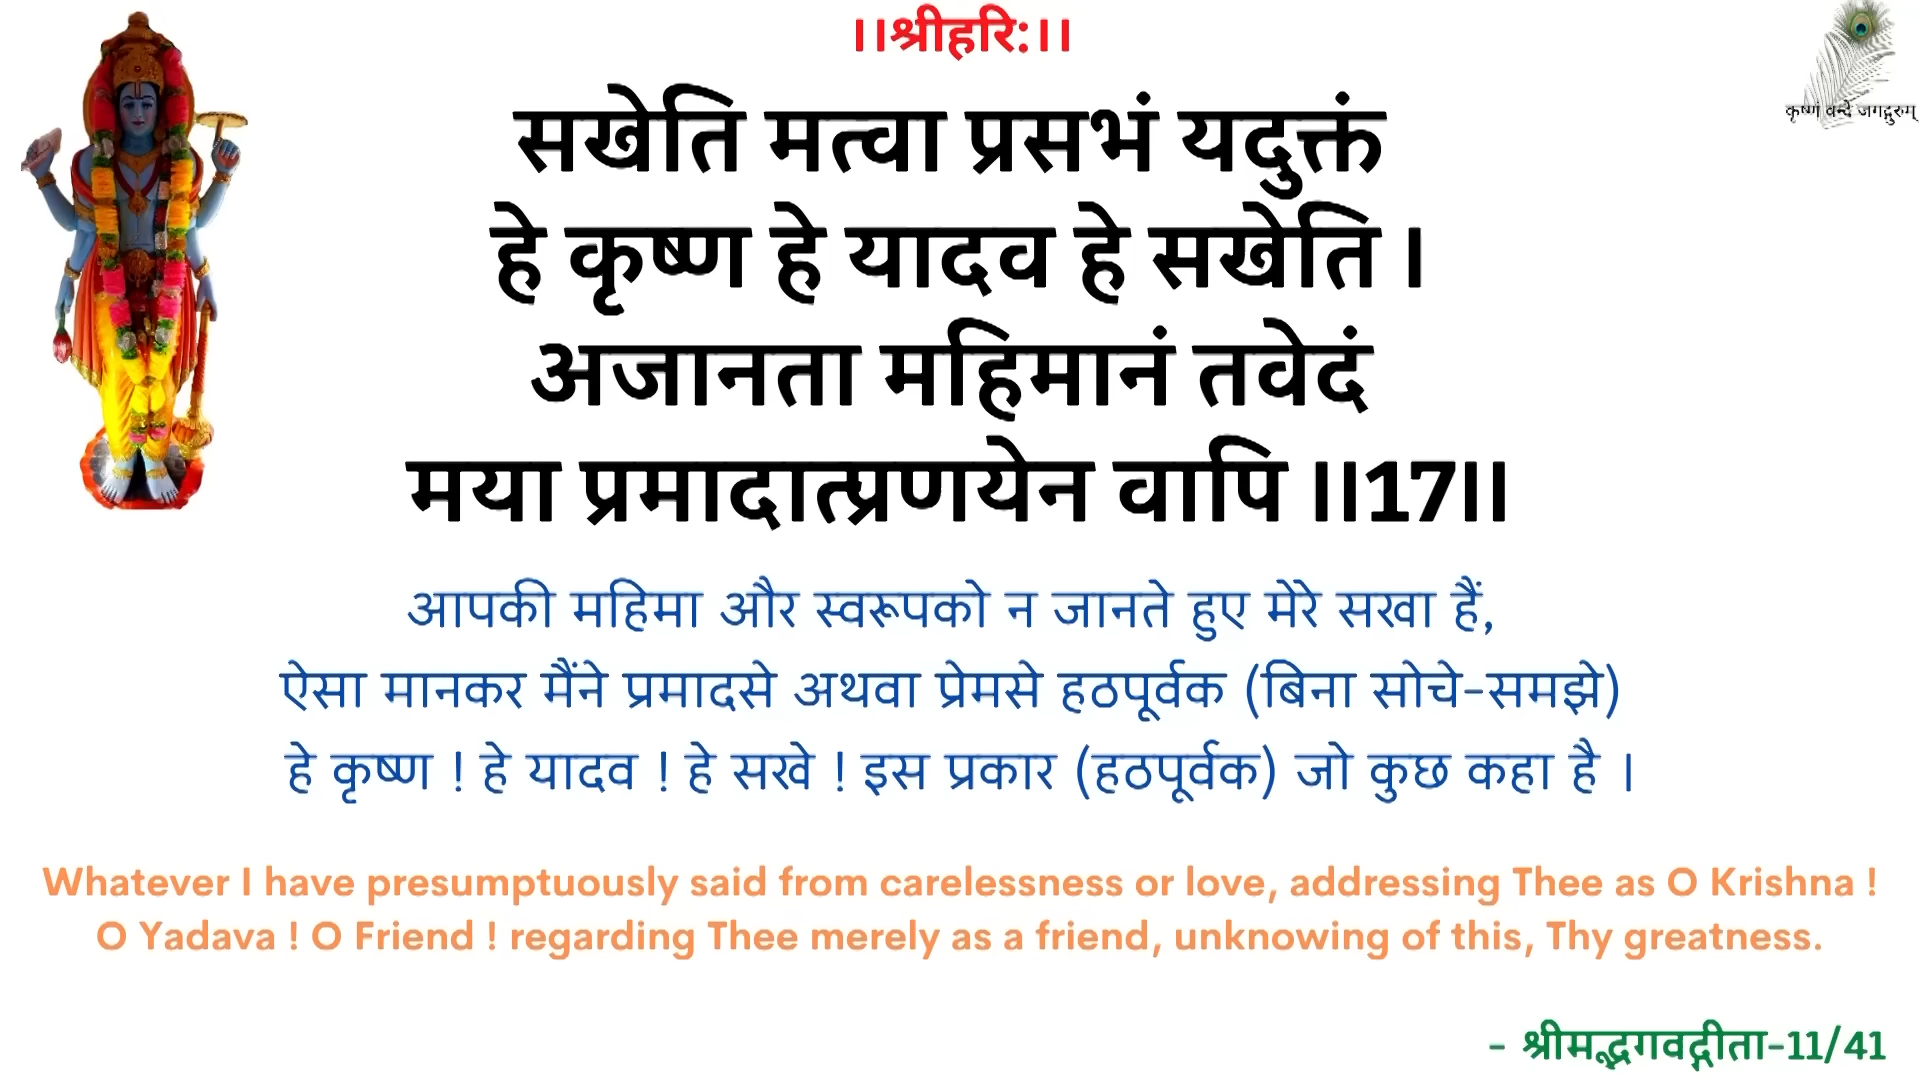 ।।श्रीहरि:।।
कृष्णं वन्दे जगद्गुरुम्
सखेति मत्वा प्रसभं यदुक्तं
हे कृष्ण हे यादव हे सखेति ।
अजानता महिमानं तवेदं
मया प्रमादात्प्रणयेन वापि ।।17।।
आपकी महिमा और स्वरूपको न जानते हुए मेरे सखा हैं,
ऐसा मानकर मैंने प्रमादसे अथवा प्रेमसे हठपूर्वक (बिना सोचे-समझे)
हे कृष्ण ! हे यादव ! हे सखे ! इस प्रकार (हठपूर्वक) जो कुछ कहा है ।
Whatever I have presumptuously said from carelessness or love, addressing Thee as O Krishna !
O Yadava ! O Friend ! regarding Thee merely as a friend, unknowing of this, Thy greatness.
- श्रीमद्भगवद्गीता-11/41